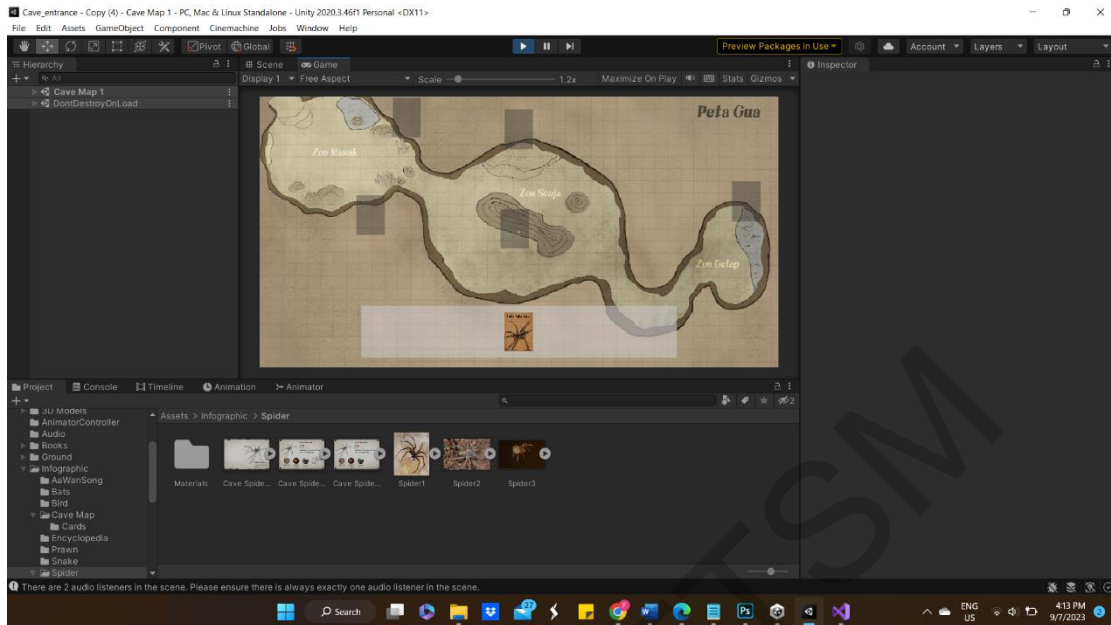 Cave_entrance - Copy (4) - Cave Map 1 - PC, Mac & Linux Standalone - Unity 2020.3.46f1 Personal <DX11>
File Edit Assets GameObject Component Cinemachine Jobs Window Help
Pivot Global Preview Packages in Use Account Layers Layout
Hierarchy Scene Game Inspector
All Display 1 Free Aspect Scale 1.2x Maximize On Play Stats Gizmos
Cave Map 1
DontDestroyOnLoad
Peta Gua
Zon Masuk
Zon Senja
Zon Gelap
Project Console Timeline Animation Animator
2
3D Models
Assets > Infographic > Spider
AnimatorController
Audio
Books
Ground
Infographic
AaWanSong
Bats
Bird
Cave Map
Cards
Encyclopedia
Prawn
Snake
Spider
Materials Cave Spide... Cave Spide... Cave Spide... Spider1 Spider2 Spider3
There are 2 audio listeners in the scene. Please ensure there is always exactly one audio listener in the scene.
Search 27 ENG 4:13 PM
US 9/7/2023 2
FTSM